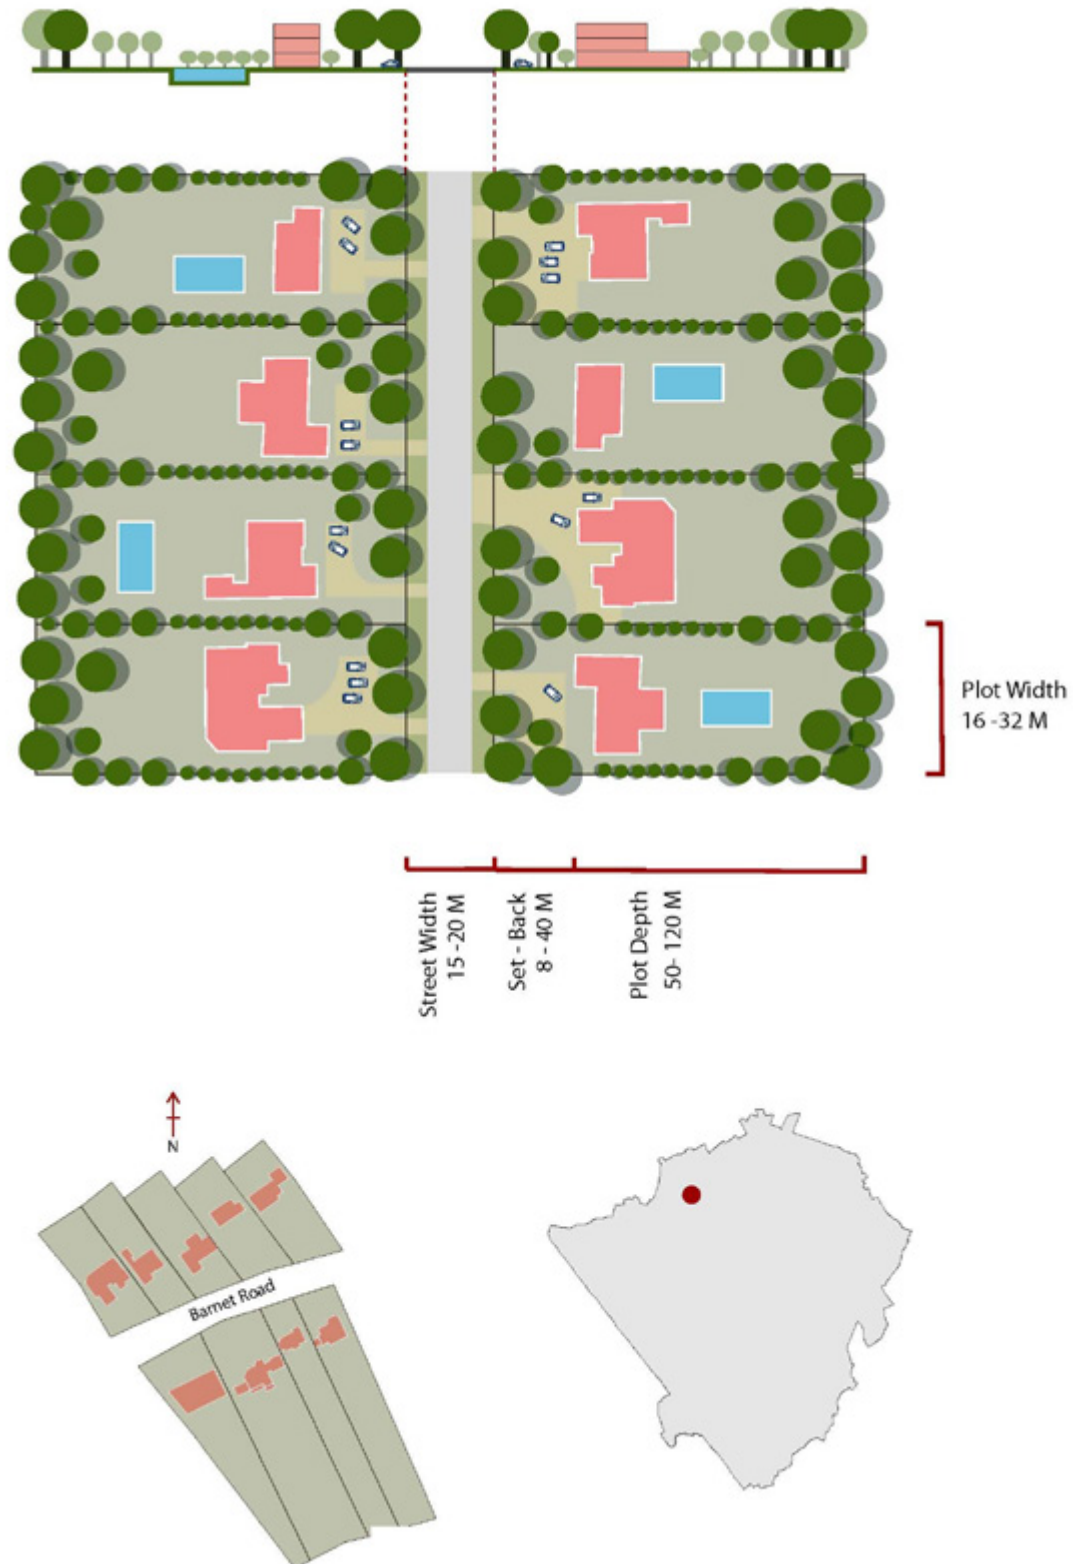 Plot Width
16 -32 M
Street Width
15 -20 M
Set - Back
8 - 40 M
Plot Depth
50- 120 M
N
Barnet Road